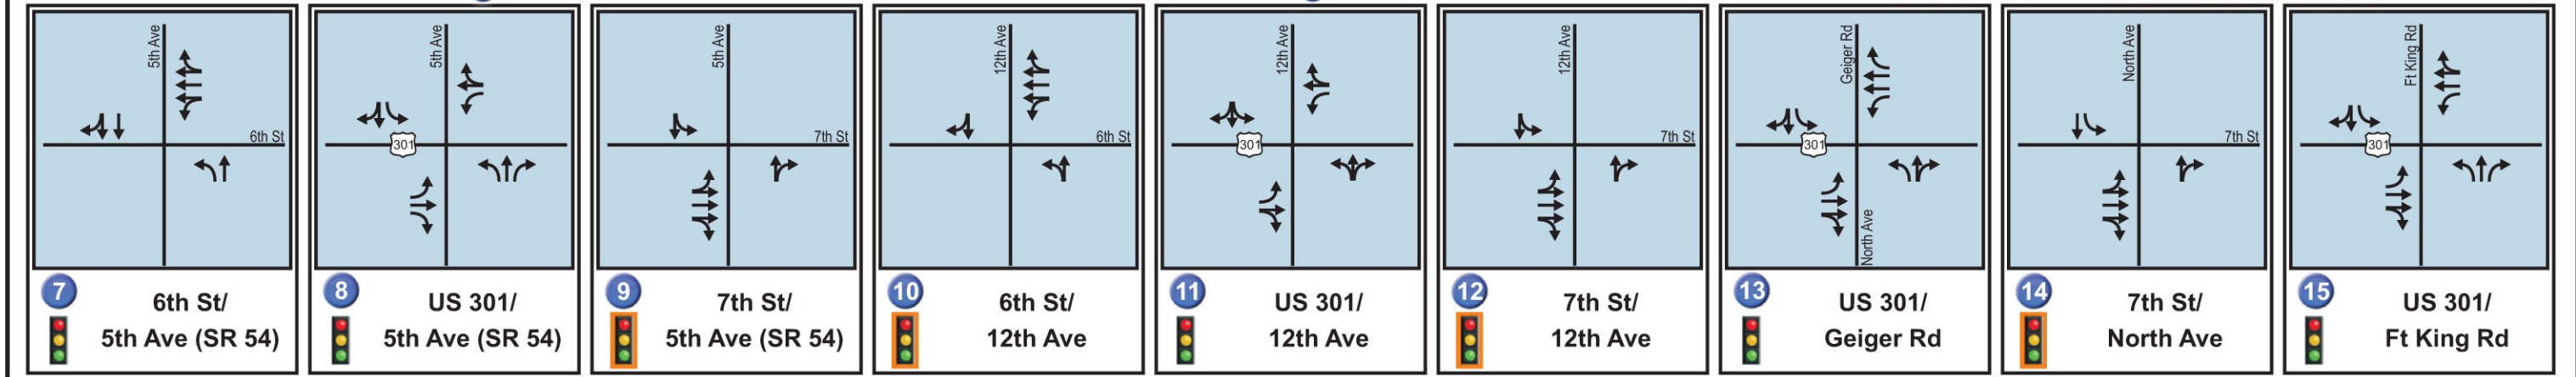 5th Ave
6th St
7
6th St/
5th Ave (SR 54)
5th Ave
301
8
US 301/
5th Ave (SR 54)
5th Ave
7th St
9
7th St/
5th Ave (SR 54)
12th Ave
6th St
10
6th St/
12th Ave
12th Ave
301
11
US 301/
12th Ave
12th Ave
7th St
12
7th St/
12th Ave
Geiger Rd
301
North Ave
13
US 301/
Geiger Rd
North Ave
7th St
14
7th St/
North Ave
Ft King Rd
301
15
US 301/
Ft King Rd